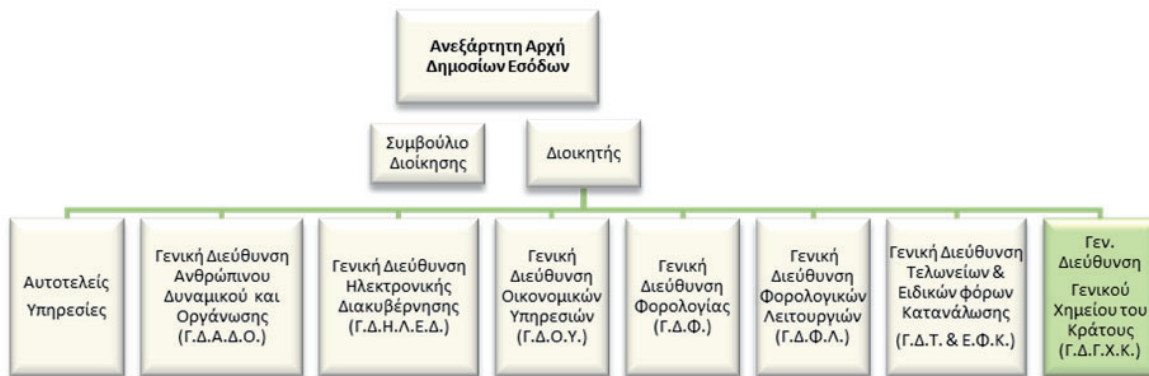 Ανεξάρτητη Αρχή
Δημοσίων Εσόδων
Συμβούλιο
Διοίκησης
Διοικητής
Αυτοτελείς
Υπηρεσίες
Γενική Διεύθυνση
Ανθρώπινου
Δυναμικού και
Οργάνωσης
(Γ.Δ.Α.Δ.Ο.)
Γενική Διεύθυνση
Ηλεκτρονικής
Διακυβέρνησης
(Γ.Δ.Η.Λ.Ε.Δ.)
Γενική
Διεύθυνση
Οικονομικών
Υπηρεσιών
(Γ.Δ.Ο.Υ.)
Γενική
Διεύθυνση
Φορολογίας
(Γ.Δ.Φ.)
Γενική
Διεύθυνση
Φορολογικών
Λειτουργιών
(Γ.Δ.Φ.Λ.)
Γενική Διεύθυνση
Τελωνείων &
Ειδικών φόρων
Κατανάλωσης
(Γ.Δ.Τ. & Ε.Φ.Κ.)
Γεν.
Διεύθυνση
Γενικού
Χημείου του
Κράτους
(Γ.Δ.Γ.Χ.Κ.)